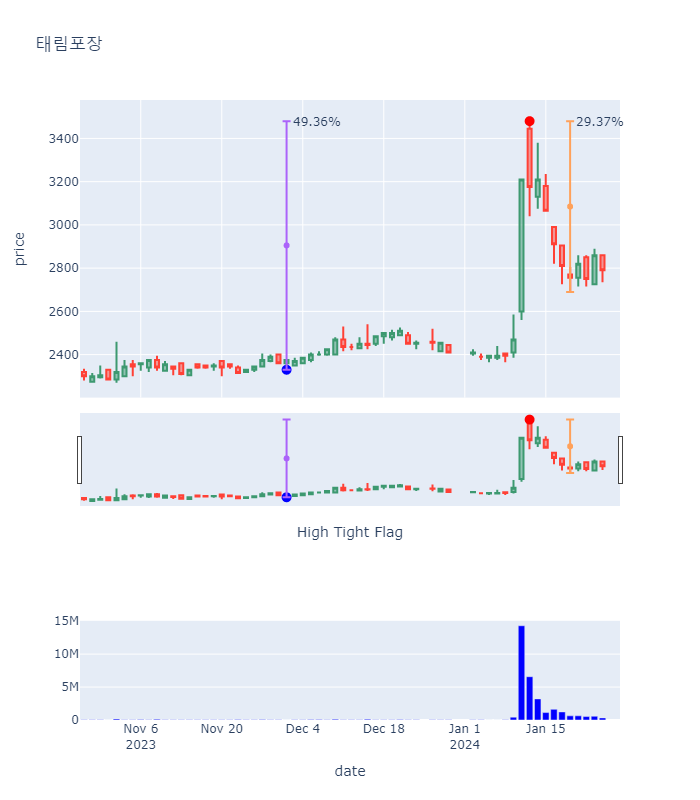 태림포장
49.36%
29.37%
3400
3200
3000
2800
2600
2400
price
High Tight Flag
15M
10M
5M
0
Nov 6
2023
Nov 20
Dec 4
Dec 18
Jan 1
2024
Jan 15
date